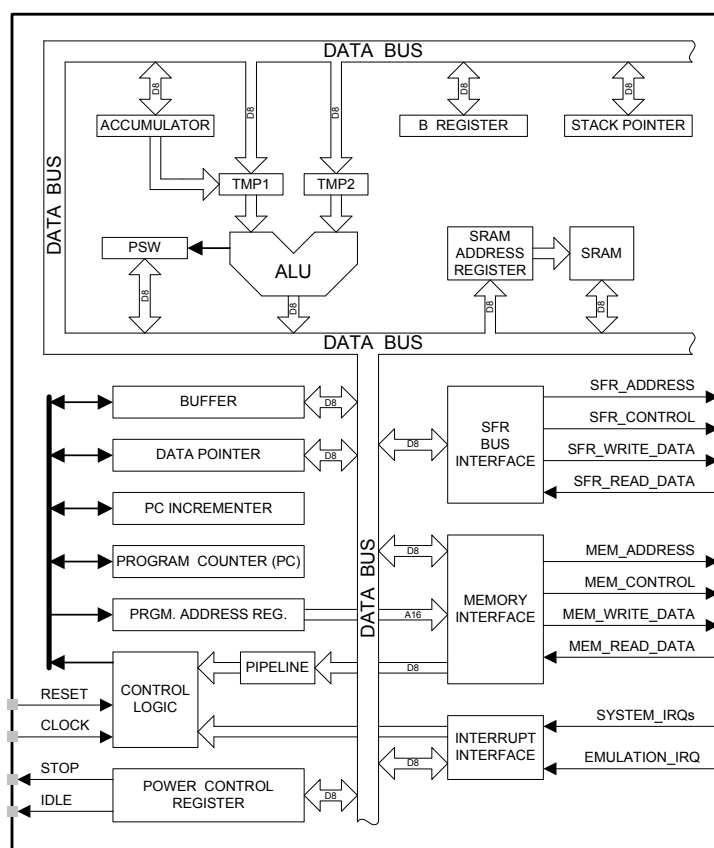 DATA BUS
D8
D8
D8
D8
D8
ACCUMULATOR
B REGISTER
STACK POINTER
DATA BUS
TMP1
TMP2
PSW
ALU
SRAM
ADDRESS
REGISTER
SRAM
D8
D8
D8
D8
DATA BUS
BUFFER
D8
DATA POINTER
D8
PC INCREMENTER
PROGRAM COUNTER (PC)
PRGM. ADDRESS REG.
A16
DATA BUS
D8
SFR
BUS
INTERFACE
SFR_ADDRESS
SFR_CONTROL
SFR_WRITE_DATA
SFR_READ_DATA
D8
MEMORY
INTERFACE
MEM_ADDRESS
MEM_CONTROL
MEM_WRITE_DATA
MEM_READ_DATA
CONTROL
LOGIC
PIPELINE
D8
RESET
CLOCK
INTERRUPT
INTERFACE
D8
SYSTEM_IRQs
EMULATION_IRQ
STOP
IDLE
POWER CONTROL
REGISTER
D8